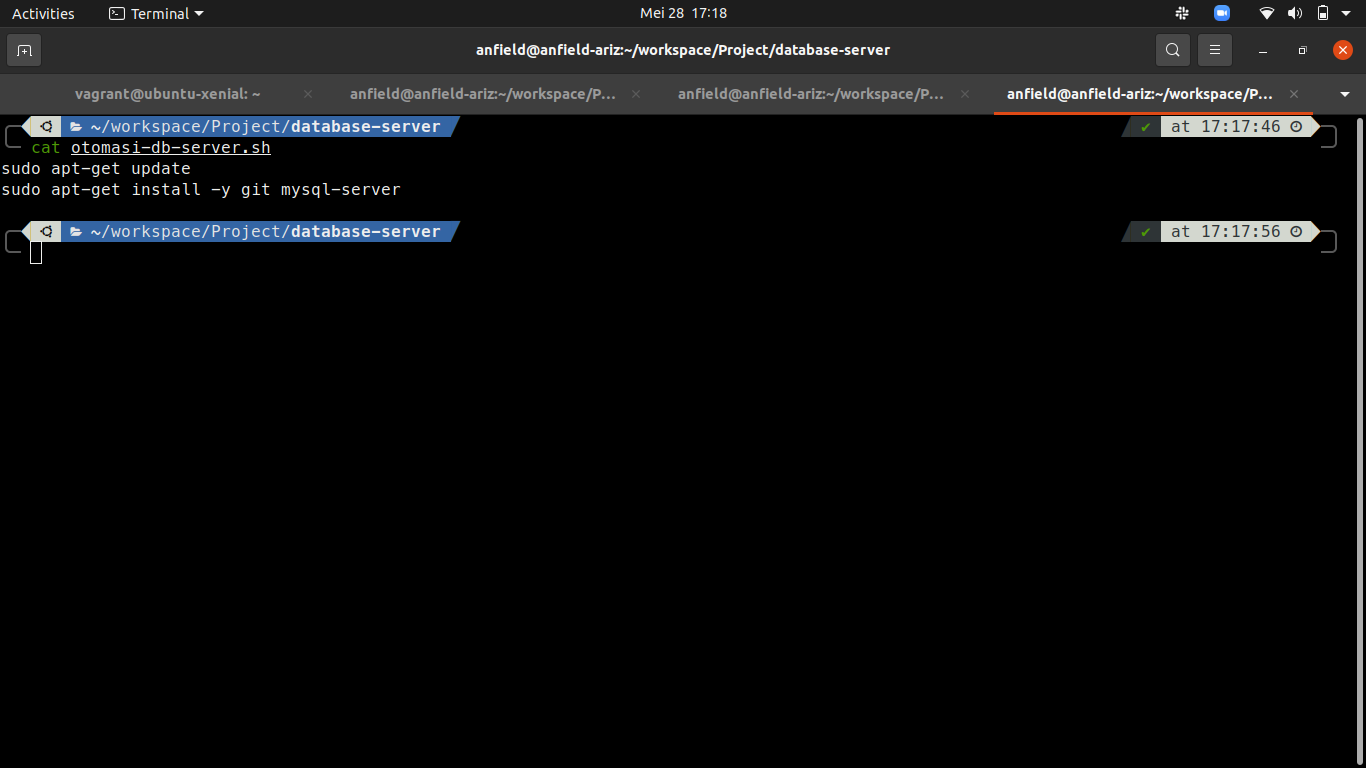 Activities Terminal Mei 28 17:18
anfield@anfield-ariz:~/workspace/Project/database-server
vagrant@ubuntu-xenial: ~ anfield@anfield-ariz:~/workspace/P... anfield@anfield-ariz:~/workspace/P... anfield@anfield-ariz:~/workspace/P...
~/workspace/Project/database-server ✔ at 17:17:46
cat otomasi-db-server.sh
sudo apt-get update
sudo apt-get install -y git mysql-server
~/workspace/Project/database-server ✔ at 17:17:56